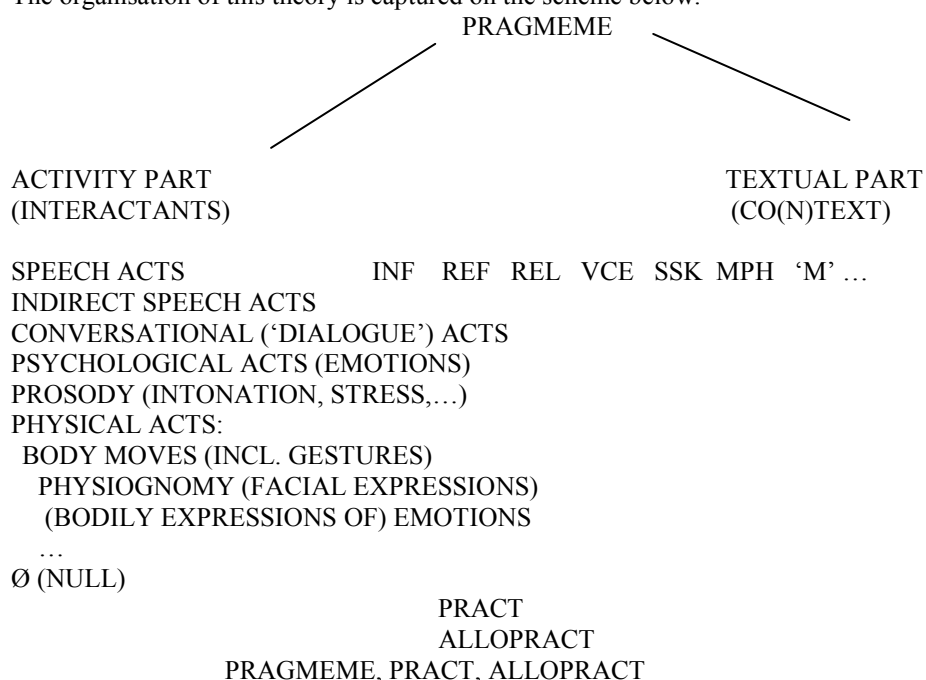 The organisation of this theory is captured on the scheme below:
PRAGMEME
ACTIVITY PART TEXTUAL PART
(INTERACTANTS) (CO(N)TEXT)
SPEECH ACTS INF REF REL VCE SSK MPH ‘M’ …
INDIRECT SPEECH ACTS
CONVERSATIONAL (‘DIALOGUE’) ACTS
PSYCHOLOGICAL ACTS (EMOTIONS)
PROSODY (INTONATION, STRESS,…)
PHYSICAL ACTS:
BODY MOVES (INCL. GESTURES)
PHYSIOGNOMY (FACIAL EXPRESSIONS)
(BODILY EXPRESSIONS OF) EMOTIONS
…
Ø (NULL)
PRACT
ALLOPRACT
PRAGMEME, PRACT, ALLOPRACT